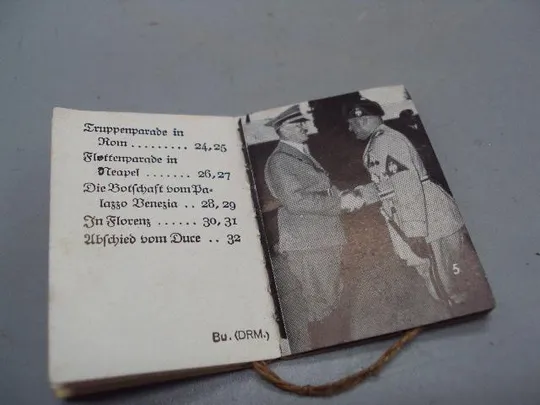 Truppenparade in
Rom ......... 24, 25
Flottenparade in
Neapel ....... 26, 27
Die Botschaft vom Pa-
lazzo Venezia .. 28, 29
In Florenz ...... 30, 31
Abschied vom Duce .. 32
Bu. (DRM.)
5